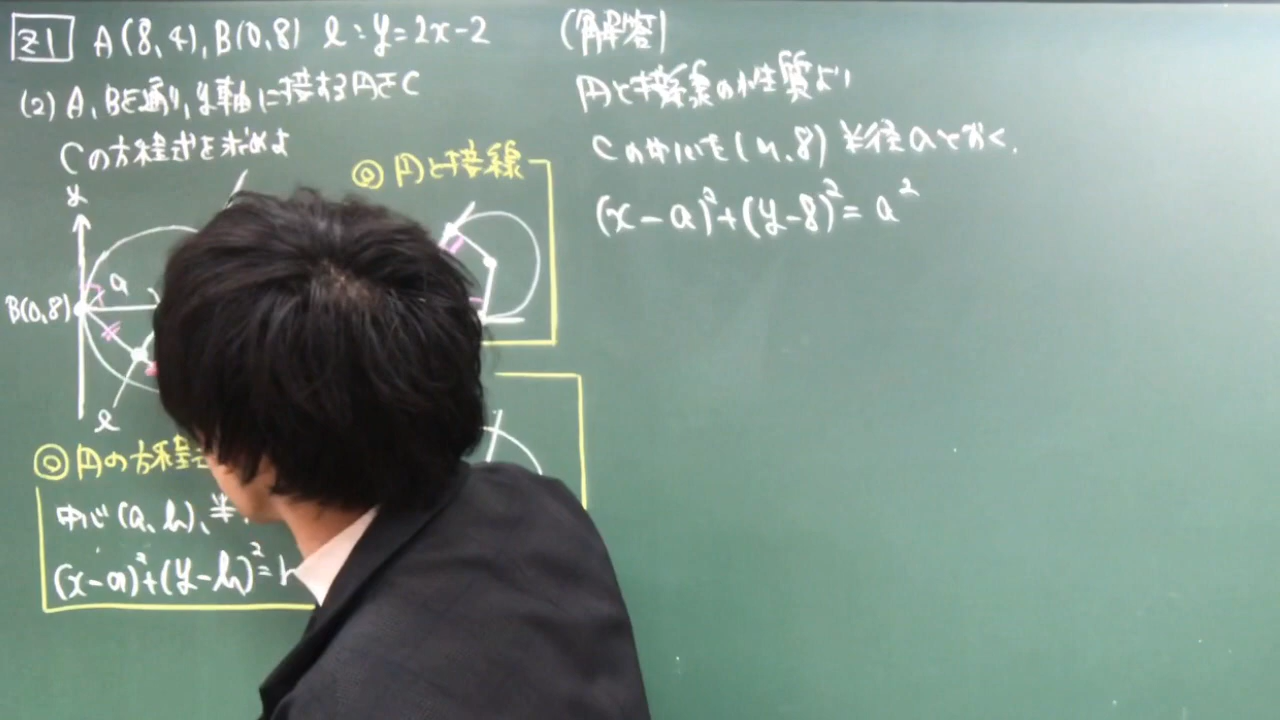 21 A(8,4), B(0,8) l:y=2x-2
(2) A, Bを通り, y軸に接する円をC
Cの方程式を求めよ
y
a
B(0,8)
l
◎ 円と接線
◎ 円の方程式
中心(a, b)、半
(x-a)²+(y-b)²=r
(解答)
円と接線の性質より
Cの中心を(a,8) 半径aとおく.
(x-a)²+(y-8)²=a²